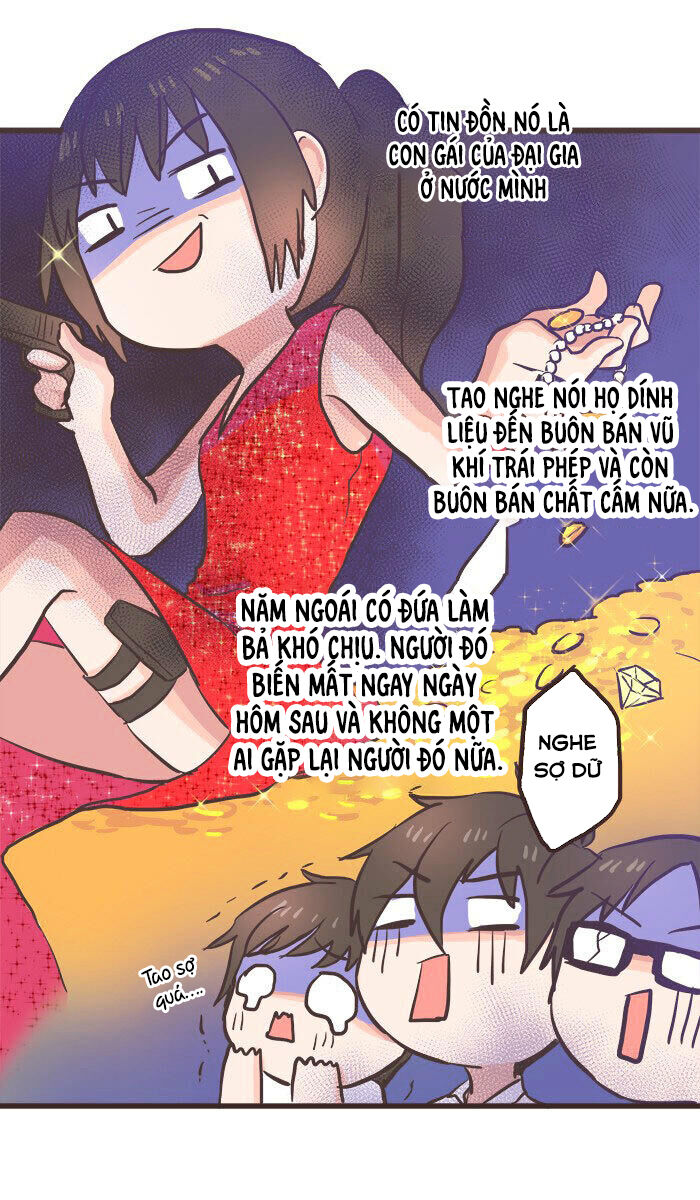 CÓ TIN ĐỒN NÓ LÀ
CON GÁI CỦA ĐẠI GIA
Ở NƯỚC MÌNH
TAO NGHE NÓI HỌ DÍNH
LIỆU ĐẾN BUÔN BÁN VŨ
KHÍ TRÁI PHÉP VÀ CÒN
BUÔN BÁN CHẤT CẤM NỮA.
NĂM NGOÁI CÓ ĐỨA LÀM
BẢ KHÓ CHỊU. NGƯỜI ĐÓ
BIẾN MẤT NGAY NGÀY
HÔM SAU VÀ KHÔNG MỘT
AI GẶP LẠI NGƯỜI ĐÓ NỮA.
NGHE
SỢ DỮ
Tao sợ
quá....